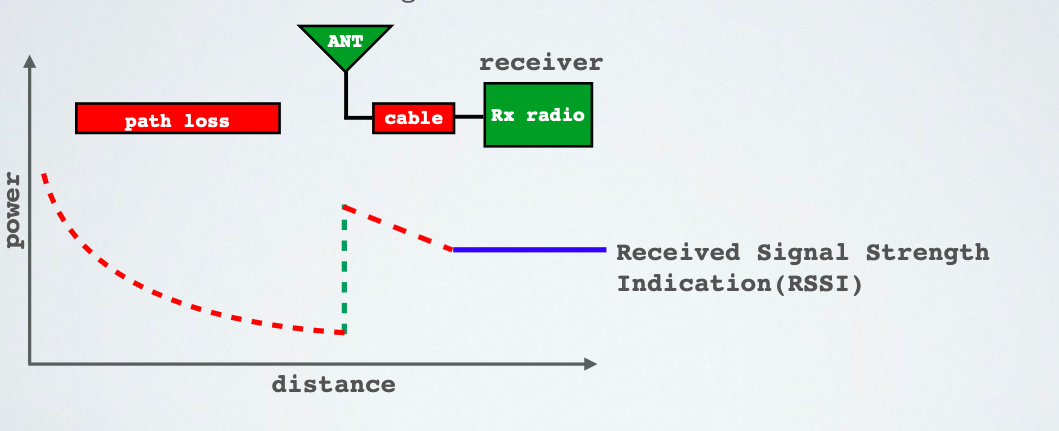 ANT
receiver
path loss
cable
Rx radio
power
Received Signal Strength
Indication(RSSI)
distance